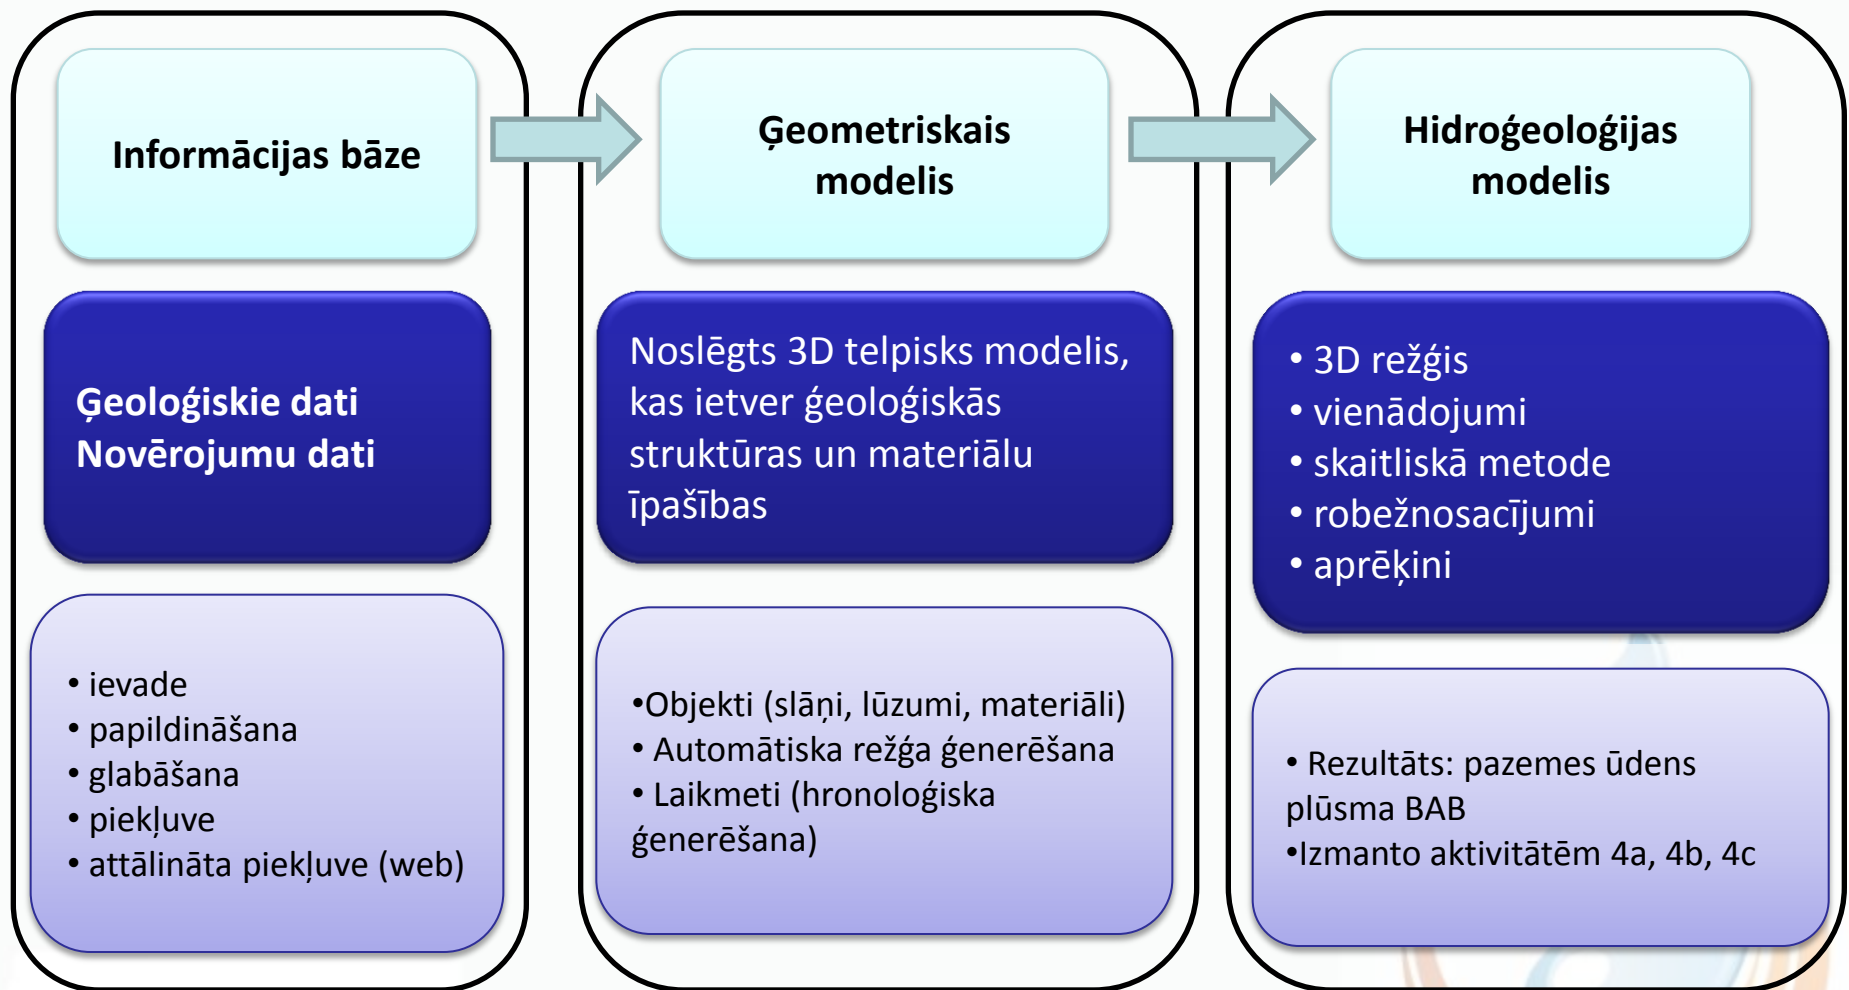 Informācijas bāze
Ģeoloģiskie dati
Novērojumu dati
• ievade
• papildināšana
• glabāšana
• piekļuve
• attālināta piekļuve (web)
Ģeometriskais
modelis
Noslēgts 3D telpisks modelis,
kas ietver ģeoloģiskās
struktūras un materiālu
īpašības
•Objekti (slāņi, lūzumi, materiāli)
• Automātiska režģa ģenerēšana
• Laikmeti (hronoloģiska
ģenerēšana)
Hidroģeoloģijas
modelis
• 3D režģis
• vienādojumi
• skaitliskā metode
• robežnosacījumi
• aprēķini
• Rezultāts: pazemes ūdens
plūsma BAB
•Izmanto aktivitātēm 4a, 4b, 4c